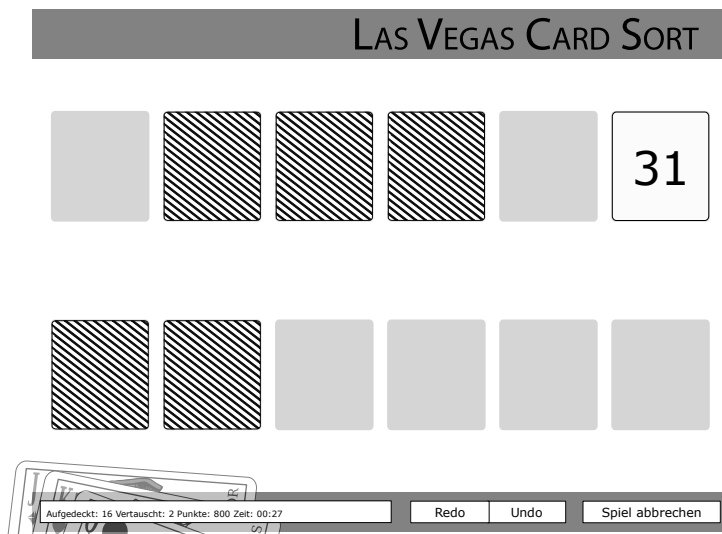 Las Vegas Card Sort
31
Aufgedeckt: 16 Vertauscht: 2 Punkte: 800 Zeit: 00:27
Redo
Undo
Spiel abbrechen